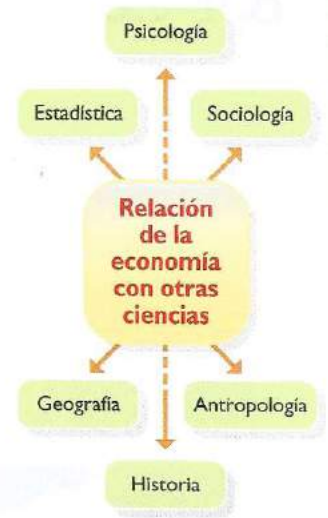 Psicología
Estadística
Sociología
Relación
de la
economía
con otras
ciencias
Geografía
Antropología
Historia